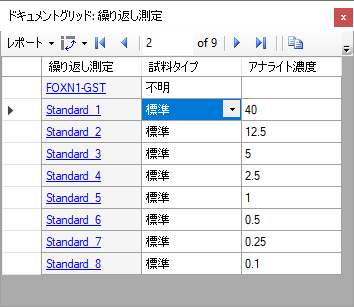 ドキュメントグリッド: 繰り返し測定
レポート 2 of 9
繰り返し測定 試料タイプ アナライト濃度
FOXN1-GST 不明
Standard_1 標準 40
Standard_2 標準 12.5
Standard_3 標準 5
Standard_4 標準 2.5
Standard_5 標準 1
Standard_6 標準 0.5
Standard_7 標準 0.25
Standard_8 標準 0.1